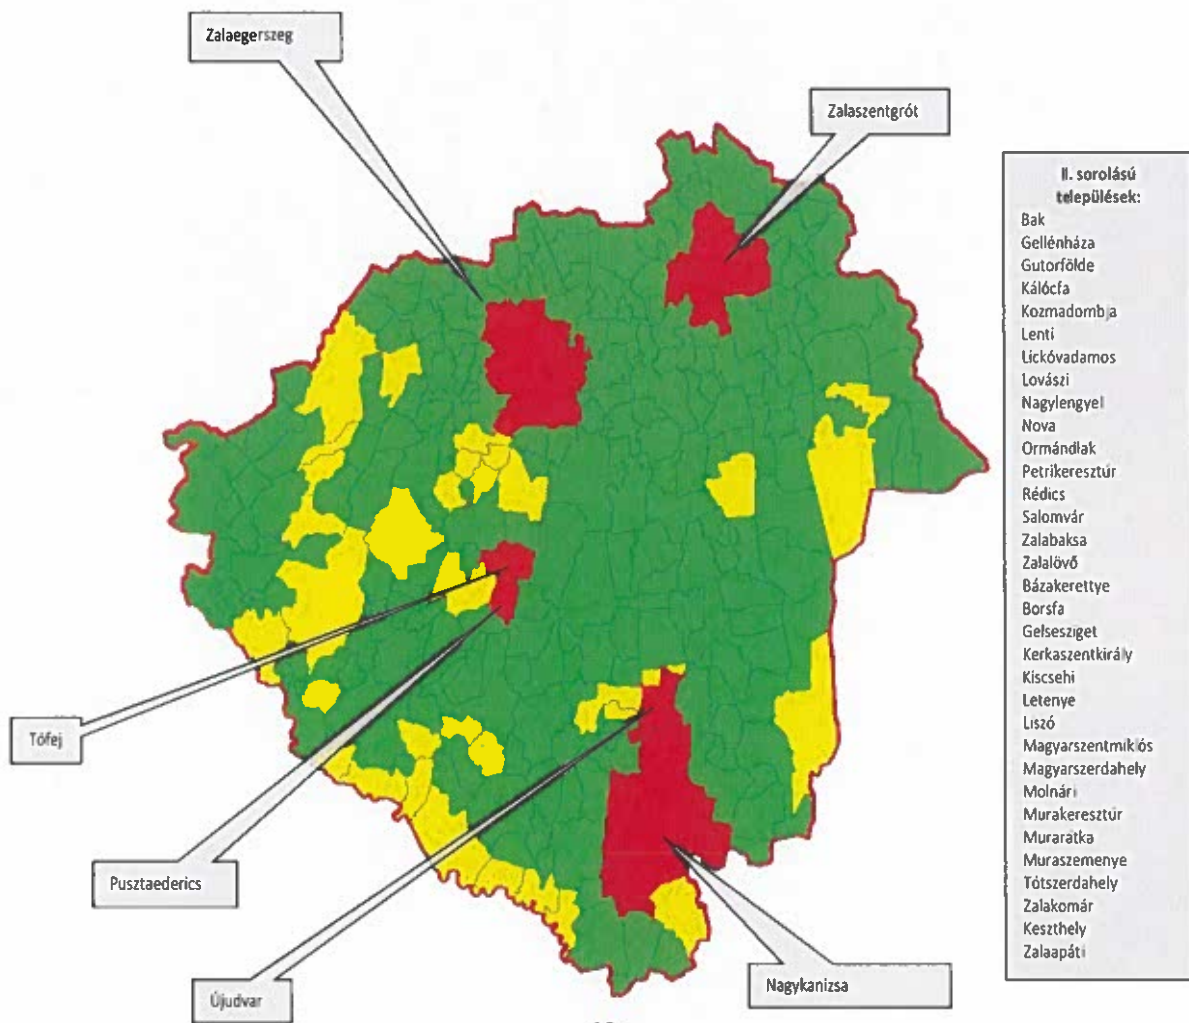 Zalaegerszeg
Zalaszentgrót
II. sorolású
települések:
Bak
Gellénháza
Gutorfölde
Kálócfa
Kozmadombja
Lenti
Lickóvadamos
Lovászi
Nagylengyel
Nova
Ormándlak
Petrikeresztúr
Rédics
Salomvár
Zalabaksa
Zalalövő
Bázakerettye
Borsfa
Gelsesziget
Kerkaszentkirály
Kiscsehi
Letenye
Liszó
Magyarszentmiklós
Magyarszerdahely
Molnári
Murakeresztúr
Murarátka
Muraszemenye
Tótszerdahely
Zalakomár
Keszthely
Zalaapáti
Tófej
Pusztaederics
Újudvar
Nagykanizsa